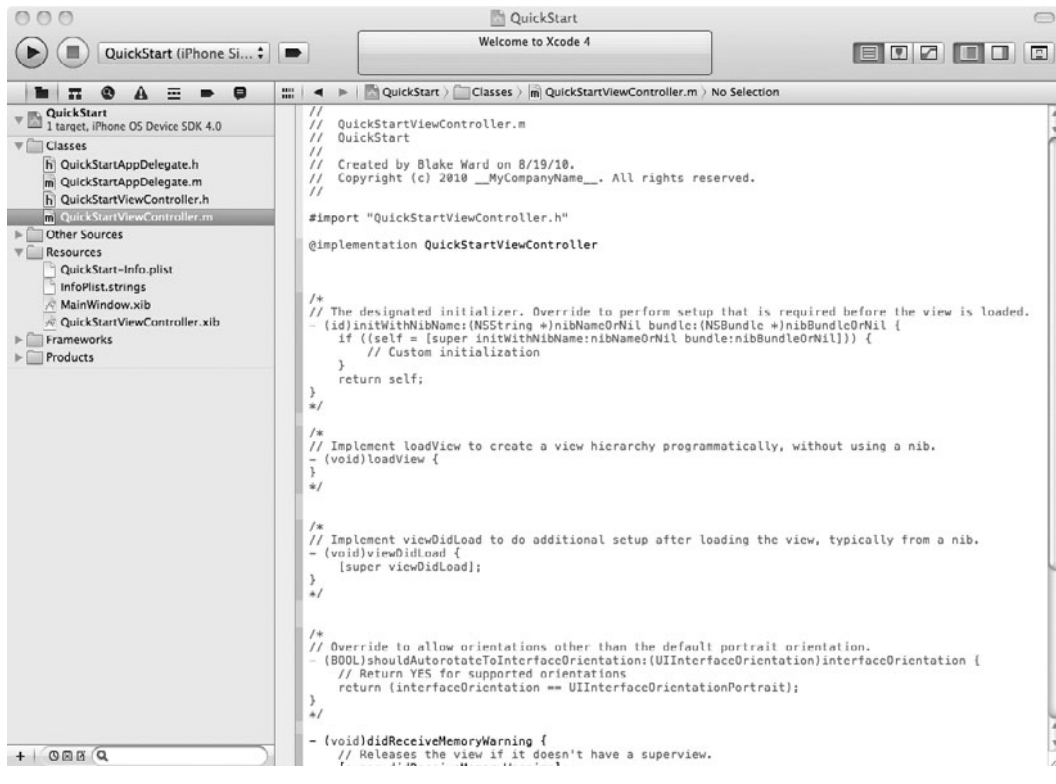 QuickStart
QuickStart (iPhone Si...
Welcome to Xcode 4
QuickStart
Classes
QuickStartViewController.m
No Selection
QuickStart
1 target, iPhone OS Device SDK 4.0
Classes
h QuickStartAppDelegate.h
m QuickStartAppDelegate.m
h QuickStartViewController.h
m QuickStartViewController.m
Other Sources
Resources
QuickStart-Info.plist
InfoPlist.strings
MainWindow.xib
QuickStartViewController.xib
Frameworks
Products
//
//  QuickStartViewController.m
//  QuickStart
//
//  Created by Blake Ward on 8/19/10.
//  Copyright (c) 2010 __MyCompanyName__. All rights reserved.
//
#import "QuickStartViewController.h"
@implementation QuickStartViewController
/*
// The designated initializer. Override to perform setup that is required before the view is loaded.
- (id)initWithNibName:(NSString *)nibNameOrNil bundle:(NSBundle *)nibBundleOrNil {
    if ((self = [super initWithNibName:nibNameOrNil bundle:nibBundleOrNil])) {
        // Custom initialization
    }
    return self;
}
*/
/*
// Implement loadView to create a view hierarchy programmatically, without using a nib.
- (void)loadView {
}
*/
/*
// Implement viewDidLoad to do additional setup after loading the view, typically from a nib.
- (void)viewDidLoad {
    [super viewDidLoad];
}
*/
/*
// Override to allow orientations other than the default portrait orientation.
- (BOOL)shouldAutorotateToInterfaceOrientation:(UIInterfaceOrientation)interfaceOrientation {
    // Return YES for supported orientations
    return (interfaceOrientation == UIInterfaceOrientationPortrait);
}
*/
- (void)didReceiveMemoryWarning {
    // Releases the view if it doesn't have a superview.